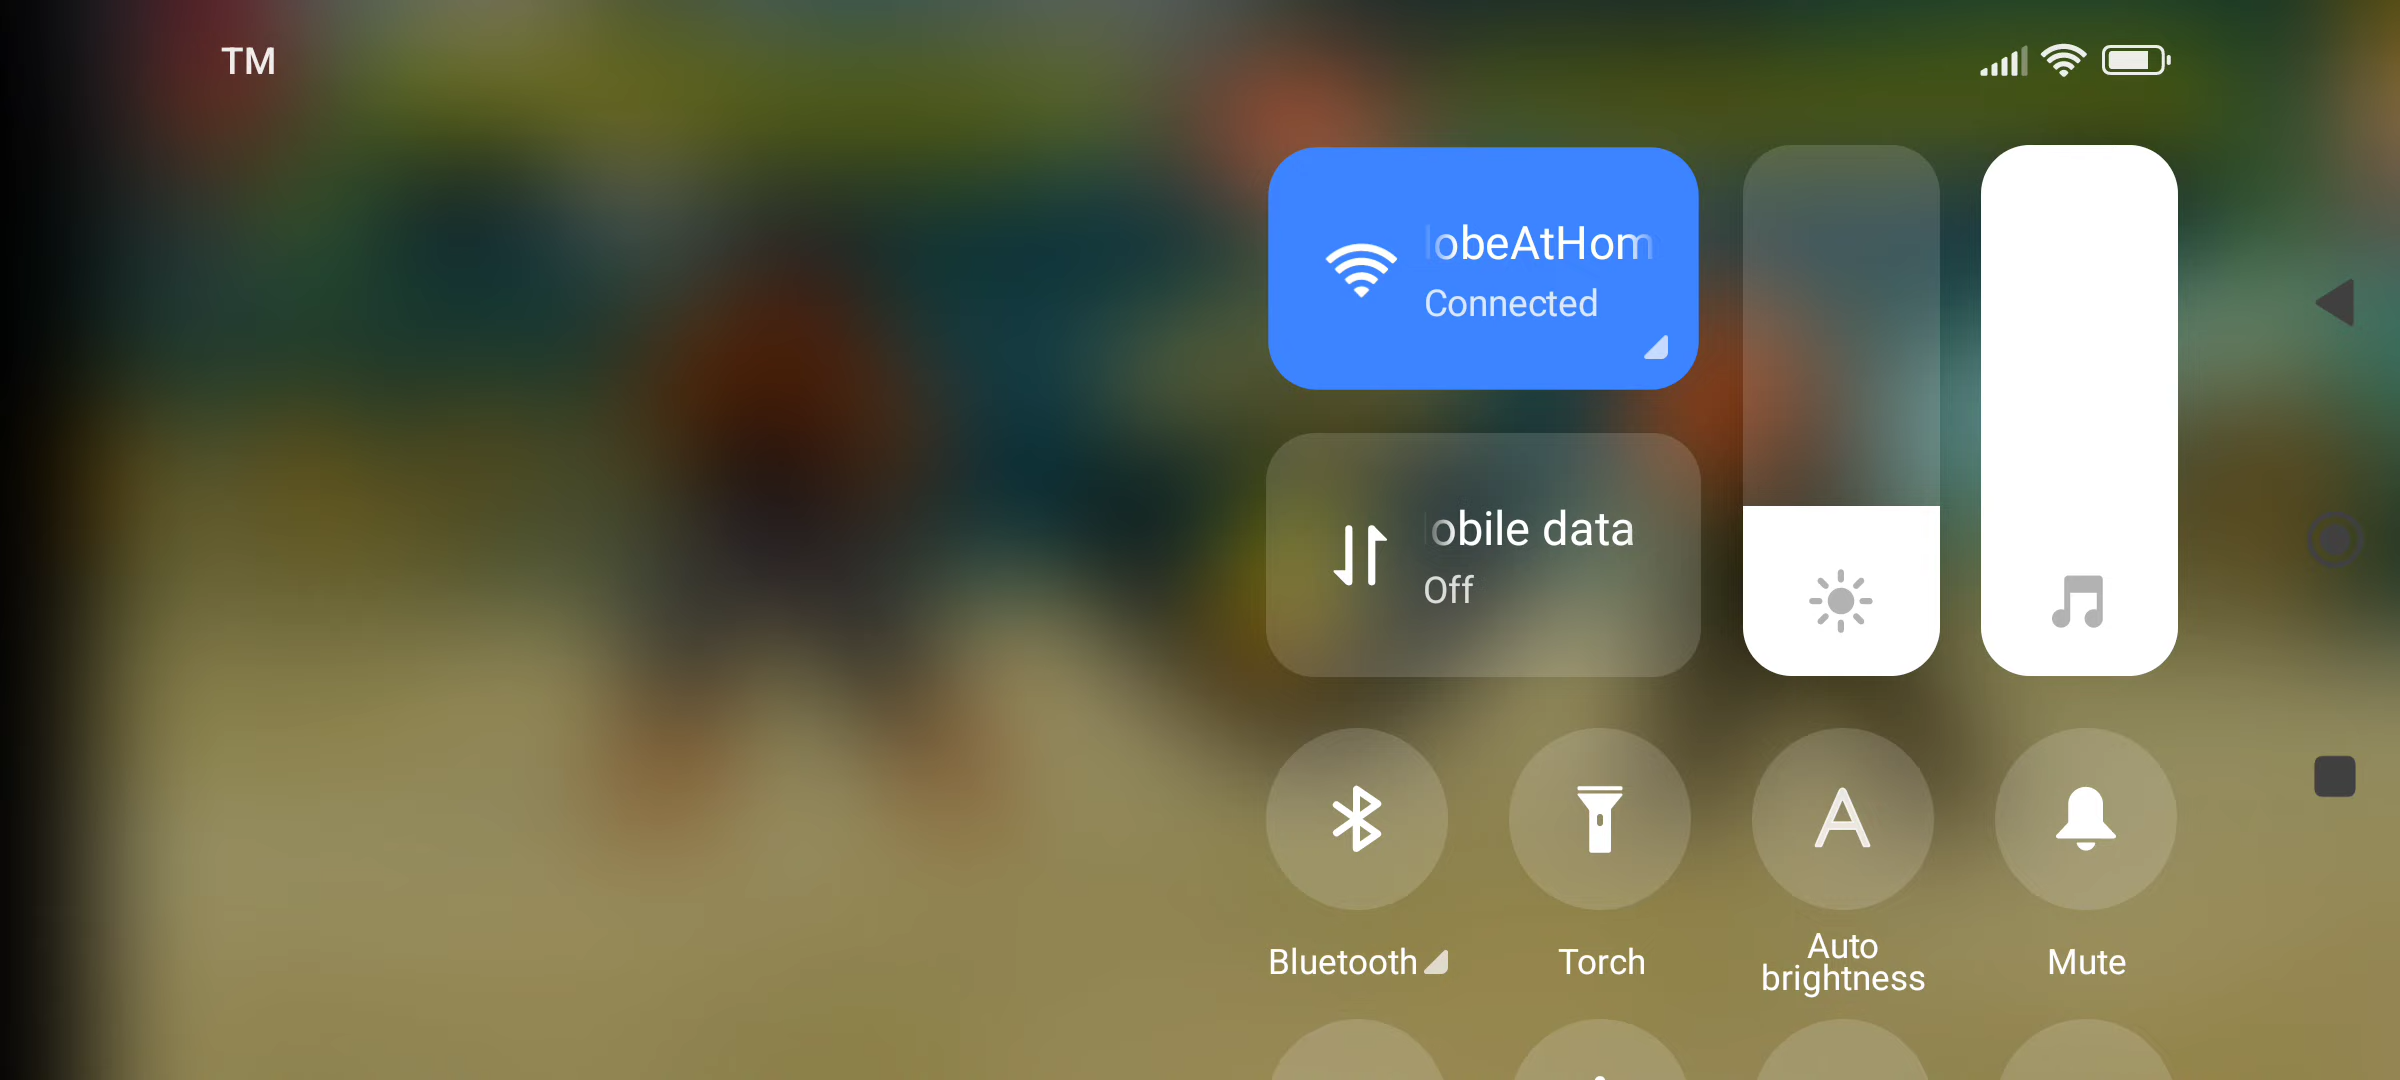 TM
obeAtHom
Connected
obile data
Off
Bluetooth
Torch
Auto
brightness
Mute